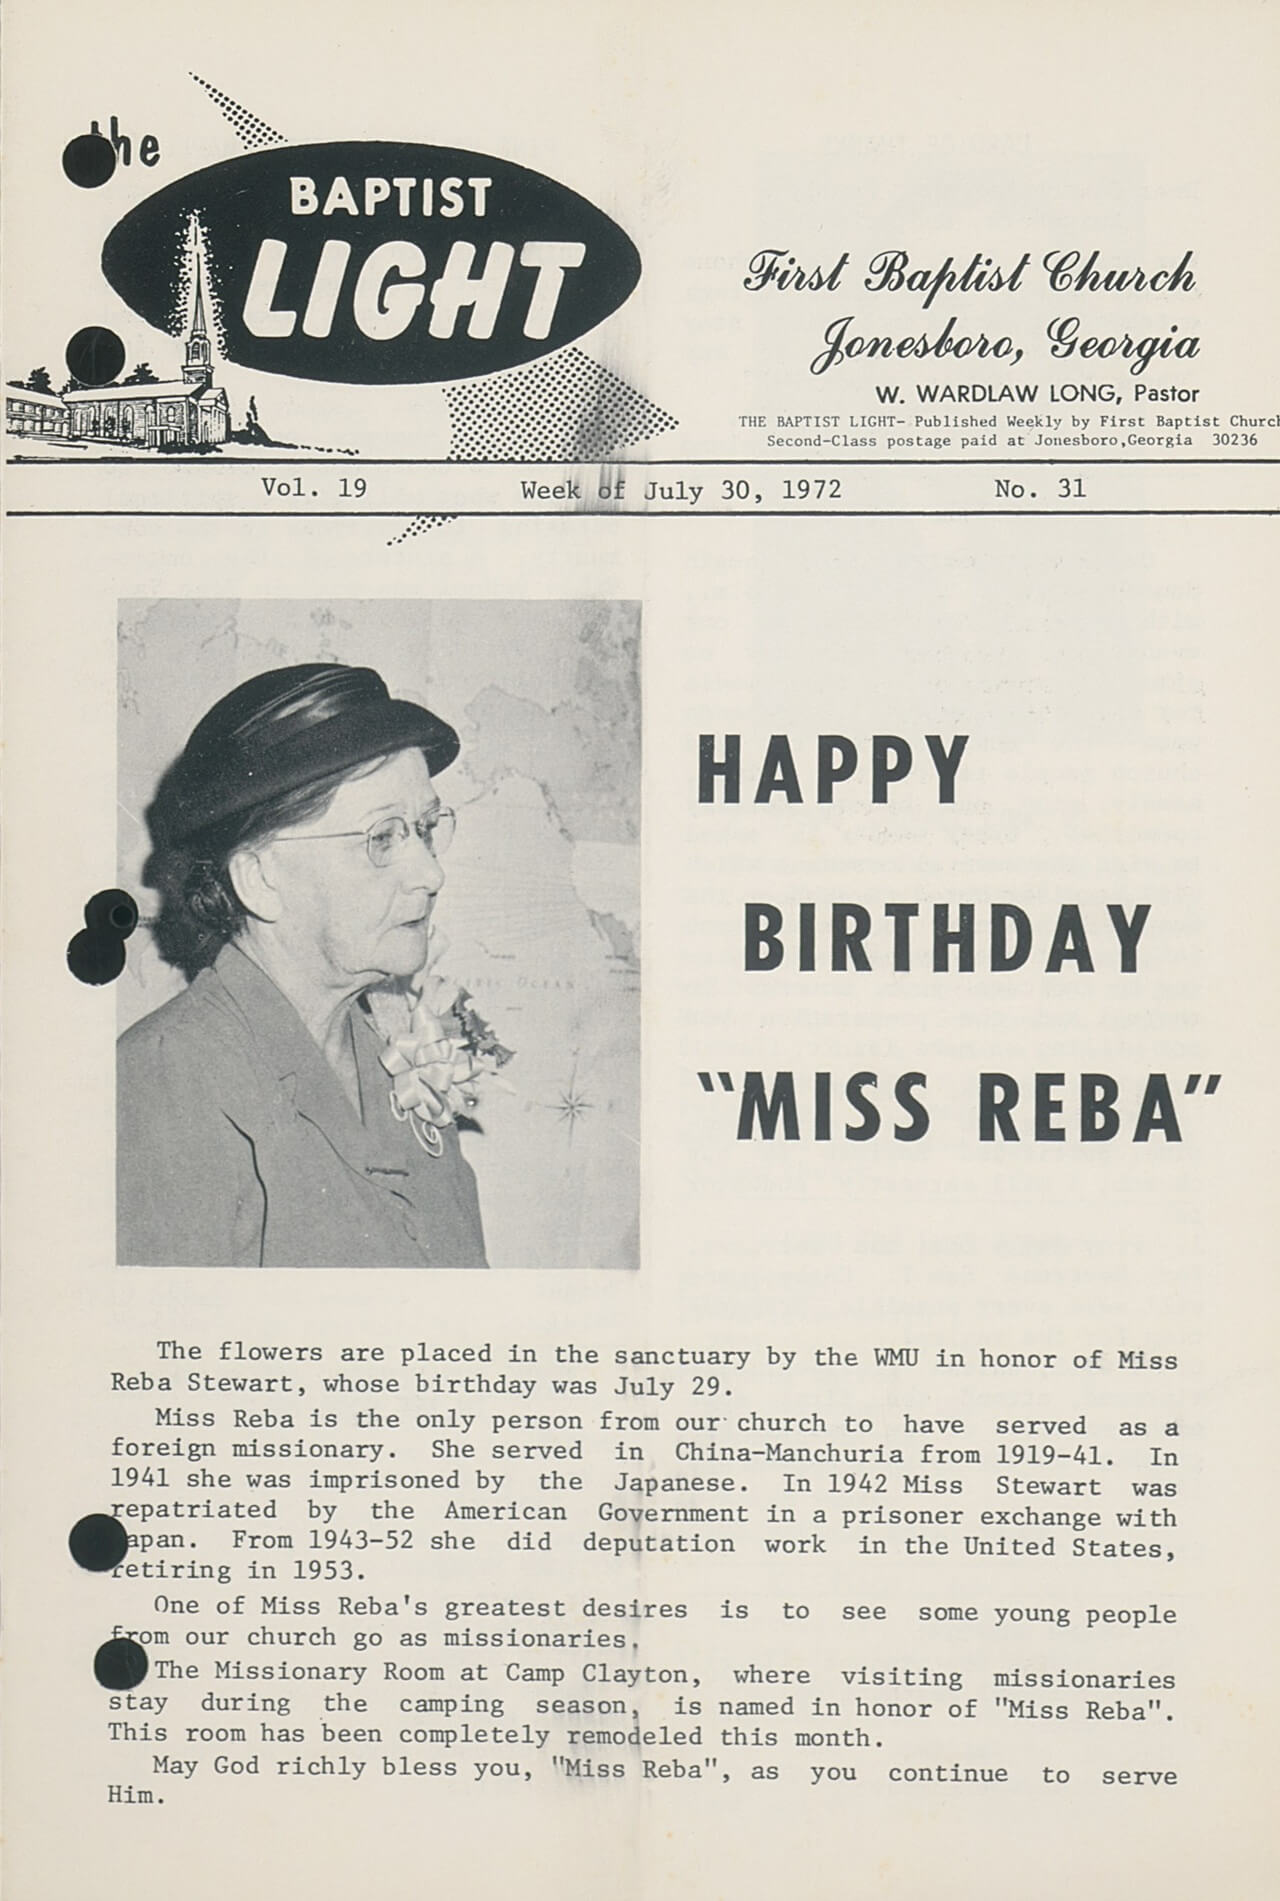 the
BAPTIST
LIGHT
First Baptist Church
Jonesboro, Georgia
W. WARDLAW LONG, Pastor
THE BAPTIST LIGHT- Published Weekly by First Baptist Church
Second-Class postage paid at Jonesboro,Georgia 30236
Vol. 19 Week of July 30, 1972 No. 31
HAPPY
BIRTHDAY
"MISS REBA"
OCEAN
The flowers are placed in the sanctuary by the WMU in honor of Miss
Reba Stewart, whose birthday was July 29.
Miss Reba is the only person from our church to have served as a
foreign missionary. She served in China-Manchuria from 1919-41. In
1941 she was imprisoned by the Japanese. In 1942 Miss Stewart was
repatriated by the American Government in a prisoner exchange with
Japan. From 1943-52 she did deputation work in the United States,
retiring in 1953.
One of Miss Reba's greatest desires is to see some young people
from our church go as missionaries.
The Missionary Room at Camp Clayton, where visiting missionaries
stay during the camping season, is named in honor of "Miss Reba".
This room has been completely remodeled this month.
May God richly bless you, "Miss Reba", as you continue to serve
Him.